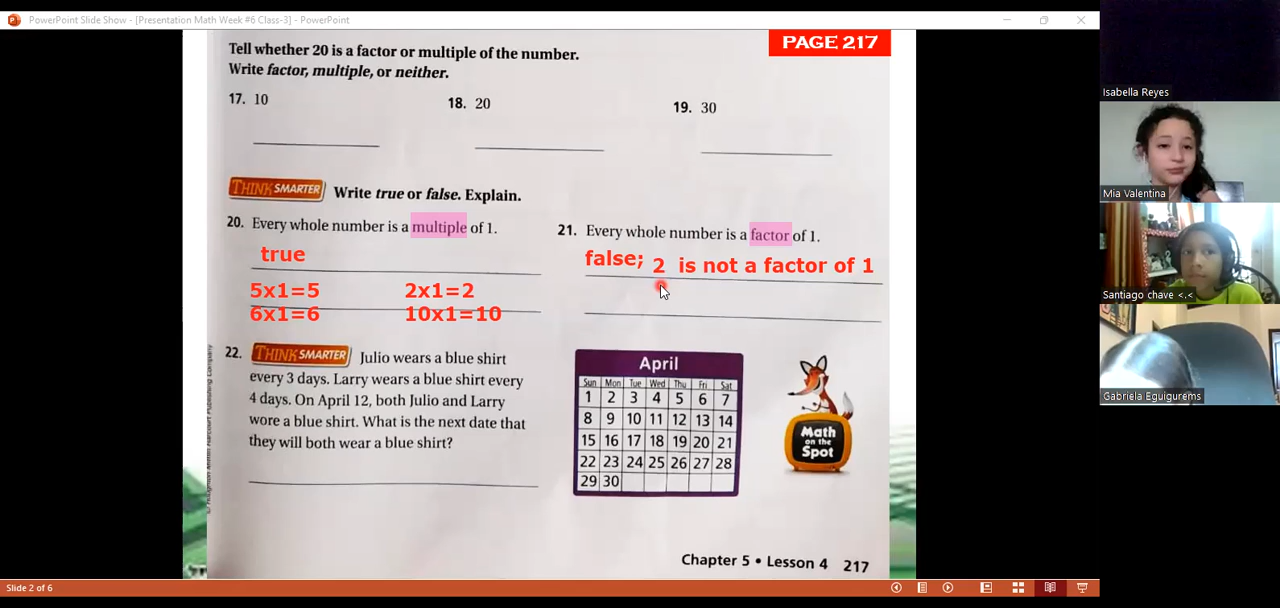 PowerPoint Slide Show - [Presentation Math Week #6 Class-3] - PowerPoint
PAGE 217
Tell whether 20 is a factor or multiple of the number.
Write factor, multiple, or neither.
17. 10
18. 20
19. 30
THINK SMARTER Write true or false. Explain.
20. Every whole number is a multiple of 1.
true
5x1=5 2x1=2
6x1=6 10x1=10
21. Every whole number is a factor of 1.
false; 2 is not a factor of 1
22. THINK SMARTER Julio wears a blue shirt
every 3 days. Larry wears a blue shirt every
4 days. On April 12, both Julio and Larry
wore a blue shirt. What is the next date that
they will both wear a blue shirt?
April
Sun Mon Tue Wed Thu Fri Sat
1 2 3 4 5 6 7
8 9 10 11 12 13 14
15 16 17 18 19 20 21
22 23 24 25 26 27 28
29 30
Math
on the
Spot
Chapter 5 • Lesson 4 217
Slide 2 of 6
Isabella Reyes
Mia Valentina
Santiago chave <.<
Gabriela Eguigurems